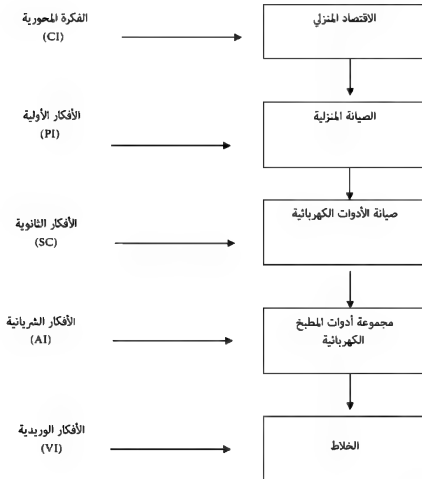 الفكرة المحورية
(CI)
الاقتصاد المنزلي
الأفكار الأولية
(PI)
الصيانة المنزلية
الأفكار الثانوية
(SC)
صيانة الأدوات الكهربائية
الأفكار الشريانية
(AI)
مجموعة أدوات المطبخ
الكهربائية
الأفكار الوريدية
(VI)
الخلاط